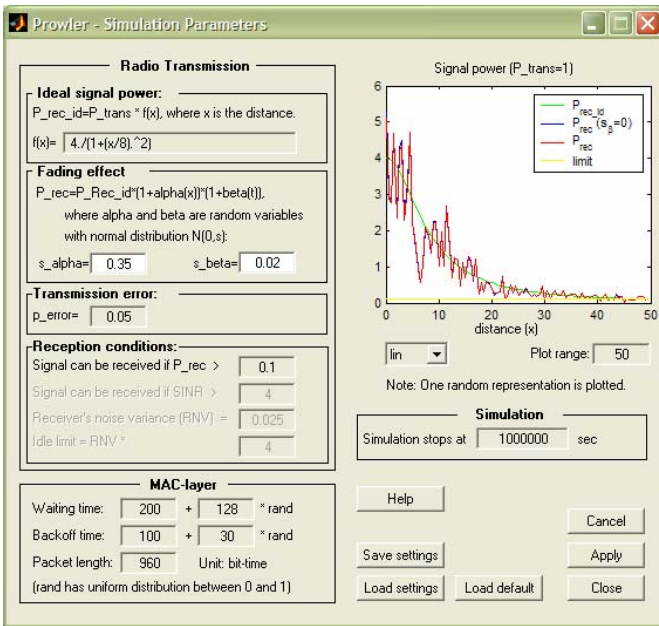 Prowler - Simulation Parameters
Radio Transmission
Ideal signal power:
P_rec_id=P_trans * f(x), where x is the distance.
f(x)= 4./(1+(x/8).^2)
Fading effect
P_rec=P_Rec_id*(1+alpha(x))*(1+beta(t)),
where alpha and beta are random variables
with normal distribution N(0,s):
s_alpha= 0.35 s_beta= 0.02
Transmission error:
p_error= 0.05
Reception conditions:
Signal can be received if P_rec > 0.1
Signal can be received if SINR > 4
Receiver's noise variance (RNV) = 0.025
Idle limit = RNV * 4
MAC-layer
Waiting time: 200 + 128 * rand
Backoff time: 100 + 30 * rand
Packet length: 960 Unit: bit-time
(rand has uniform distribution between 0 and 1)
Signal power (P_trans=1)
6
5
4
3
2
1
0
P_rec_id
P_rec (s_β=0)
P_rec
limit
0 10 20 30 40 50
distance (x)
lin Plot range: 50
Note: One random representation is plotted.
Simulation
Simulation stops at 1000000 sec
Help
Cancel
Save settings Apply
Load settings Load default Close